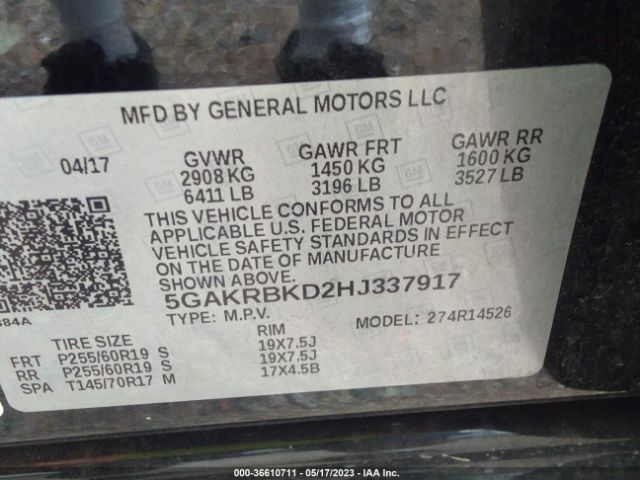 MFD BY GENERAL MOTORS LLC
04/17 GVWR GAWR FRT GAWR RR
2908 KG 1450 KG 1600 KG
6411 LB 3196 LB 3527 LB
THIS VEHICLE CONFORMS TO ALL
APPLICABLE U.S. FEDERAL MOTOR
VEHICLE SAFETY STANDARDS IN EFFECT
ON THE DATE OF MANUFACTURE
SHOWN ABOVE.
5GAKRBKD2HJ337917
TYPE: M.P.V. MODEL: 274R14526
384A
TIRE SIZE RIM
FRT P255/60R19 S 19X7.5J
RR P255/60R19 S 19X7.5J
SPA T145/70R17 M 17X4.5B
000-36610711 - 05/17/2023 - IAA Inc.